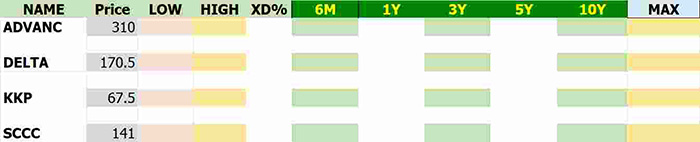 NAME Price LOW HIGH XD% 6M 1Y 3Y 5Y 10Y MAX
ADVANC 310
DELTA 170.5
KKP 67.5
SCCC 141